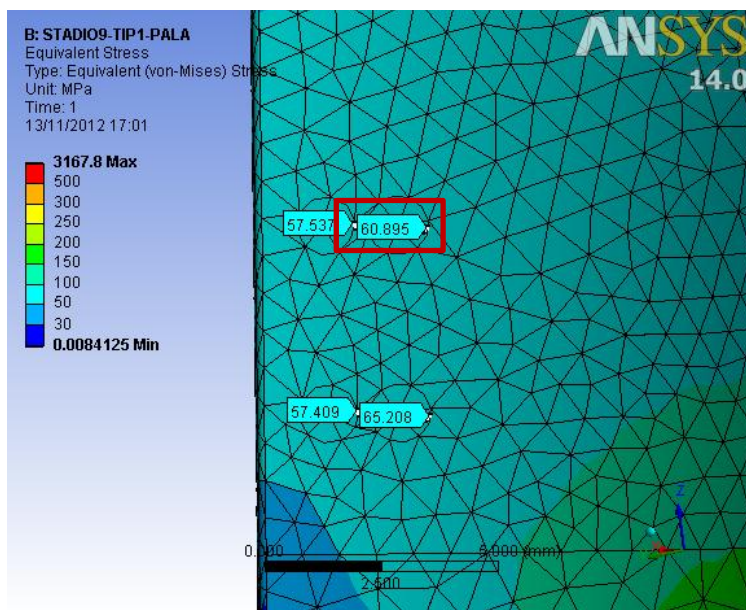 B: STADIO9-TIP1-PALA
Equivalent Stress
Type: Equivalent (von-Mises) Stress
Unit: MPa
Time: 1
13/11/2012 17:01
3167.8 Max
500
300
250
200
150
100
50
30
0.0084125 Min
ANSYS
14.0
57.537
60.895
57.409
65.208
Z
0.000
5.000 (mm)
2.500